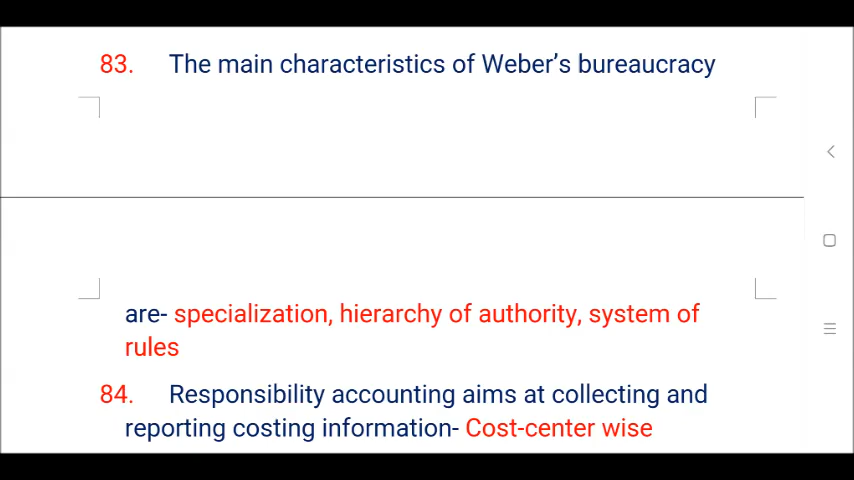 83. The main characteristics of Weber’s bureaucracy
are- specialization, hierarchy of authority, system of
rules
84. Responsibility accounting aims at collecting and
reporting costing information- Cost-center wise